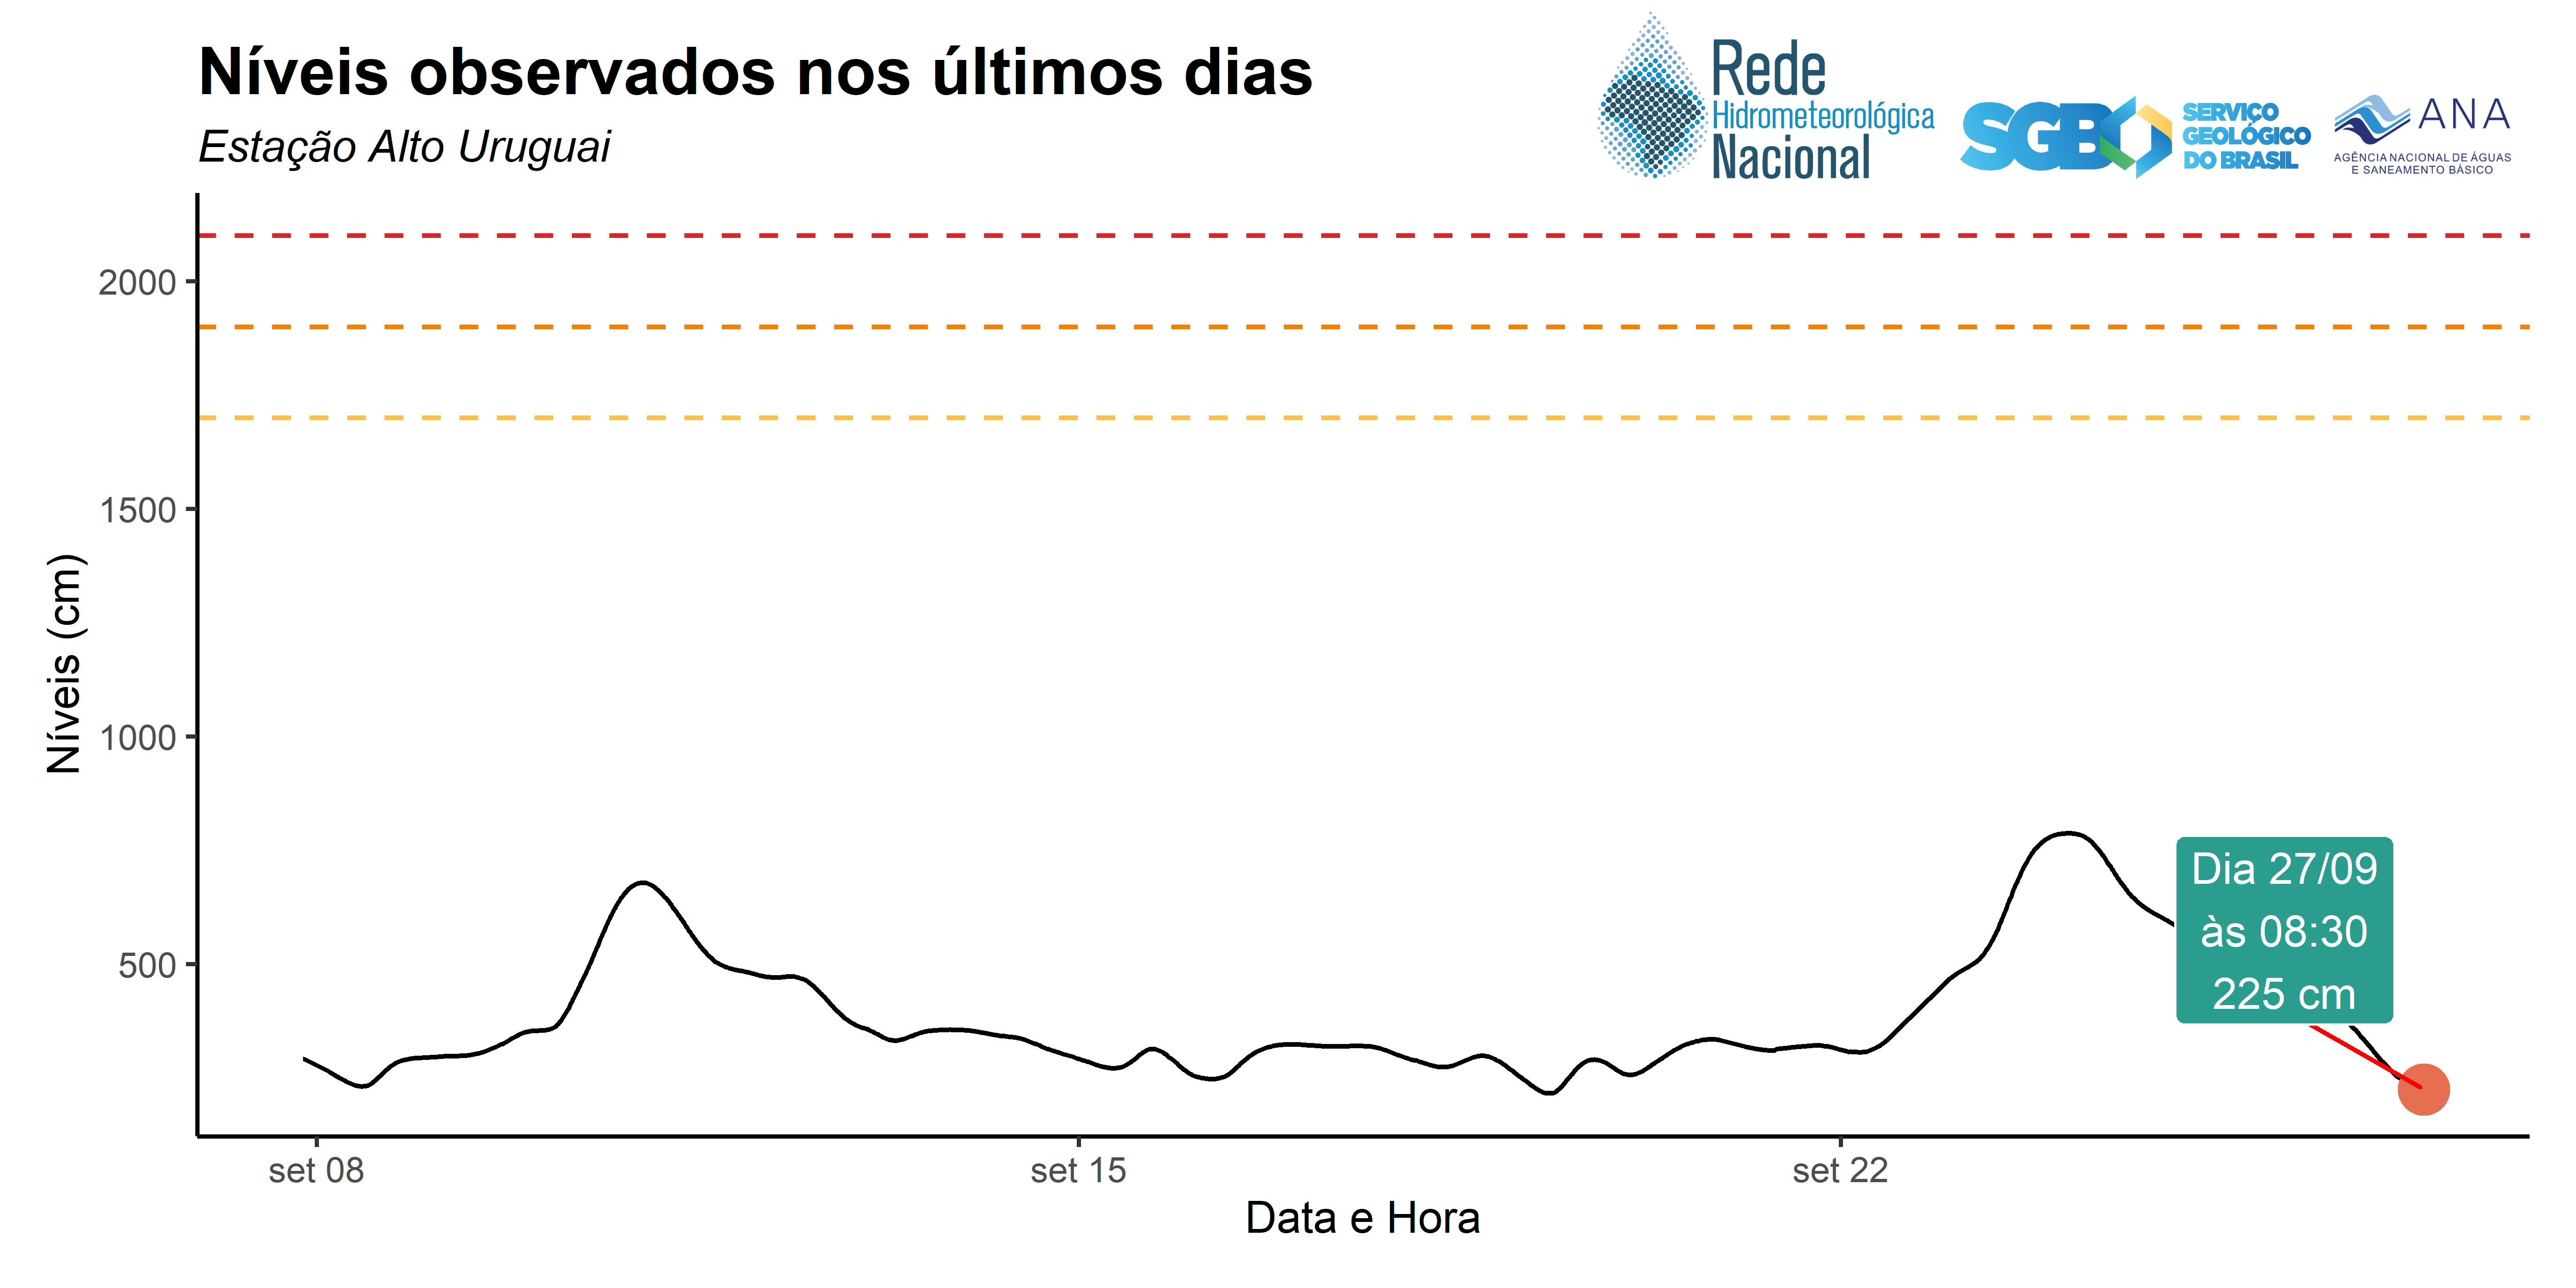 Níveis observados nos últimos dias
Estação Alto Uruguai
Rede
Hidrometeorológica
Nacional
SGB
SERVIÇO
GEOLÓGICO
DO BRASIL
ANA
AGÊNCIA NACIONAL DE ÁGUAS
E SANEAMENTO BÁSICO
Níveis (cm)
2000
1500
1000
500
Dia 27/09
às 08:30
225 cm
set 08
set 15
set 22
Data e Hora